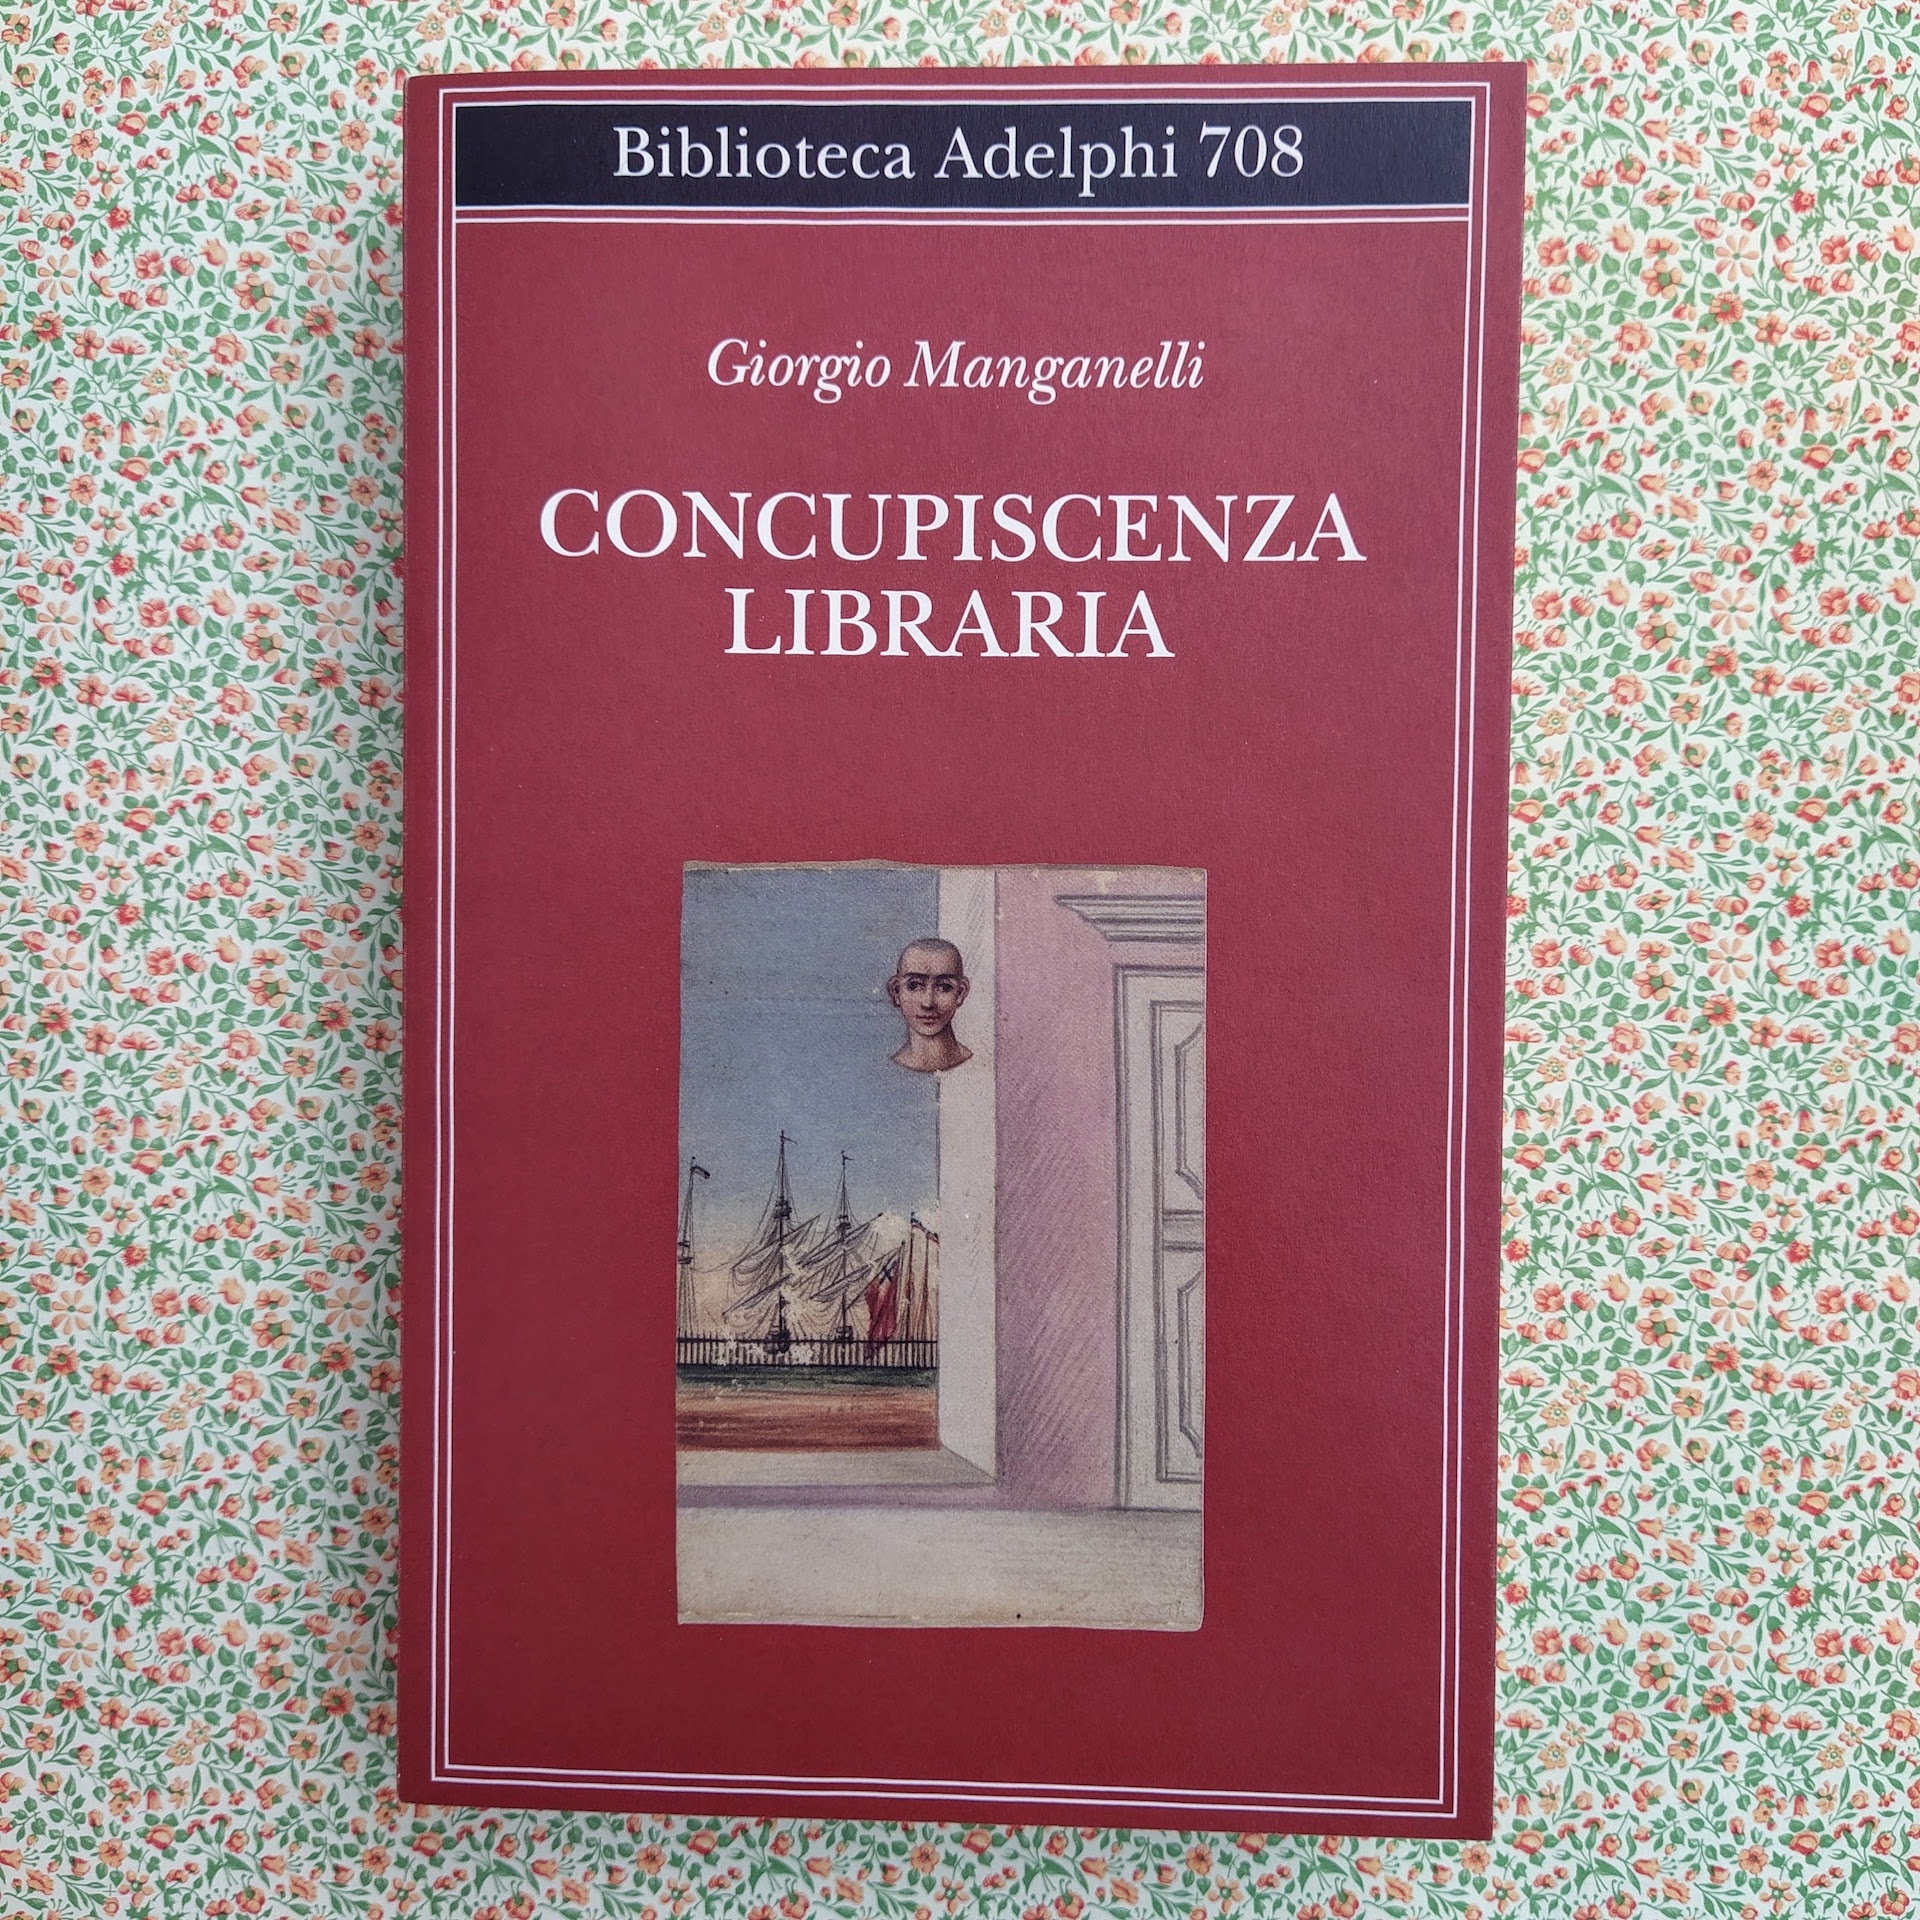 Biblioteca Adelphi 708
Giorgio Manganelli
CONCUPISCENZA
LIBRARIA